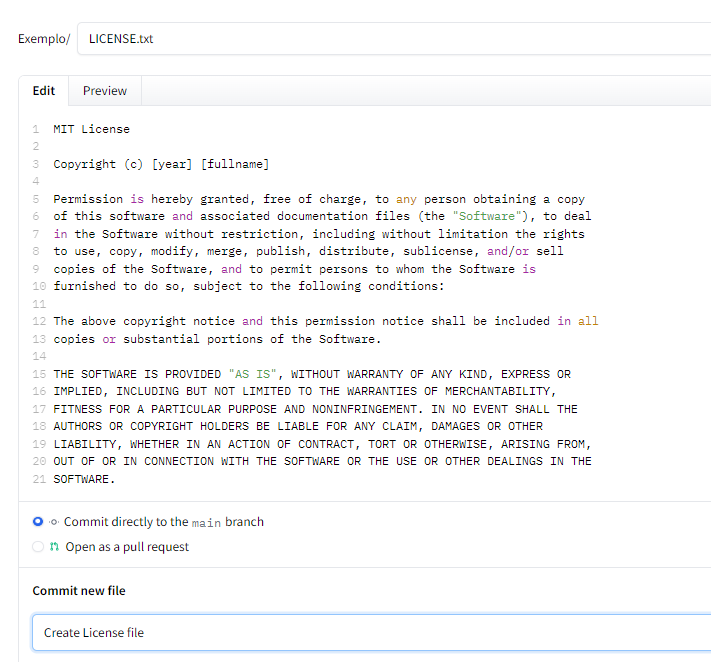 Exemplo/ LICENSE.txt
Edit Preview
1 MIT License
2
3 Copyright (c) [year] [fullname]
4
5 Permission is hereby granted, free of charge, to any person obtaining a copy
6 of this software and associated documentation files (the "Software"), to deal
7 in the Software without restriction, including without limitation the rights
8 to use, copy, modify, merge, publish, distribute, sublicense, and/or sell
9 copies of the Software, and to permit persons to whom the Software is
10 furnished to do so, subject to the following conditions:
11
12 The above copyright notice and this permission notice shall be included in all
13 copies or substantial portions of the Software.
14
15 THE SOFTWARE IS PROVIDED "AS IS", WITHOUT WARRANTY OF ANY KIND, EXPRESS OR
16 IMPLIED, INCLUDING BUT NOT LIMITED TO THE WARRANTIES OF MERCHANTABILITY,
17 FITNESS FOR A PARTICULAR PURPOSE AND NONINFRINGEMENT. IN NO EVENT SHALL THE
18 AUTHORS OR COPYRIGHT HOLDERS BE LIABLE FOR ANY CLAIM, DAMAGES OR OTHER
19 LIABILITY, WHETHER IN AN ACTION OF CONTRACT, TORT OR OTHERWISE, ARISING FROM,
20 OUT OF OR IN CONNECTION WITH THE SOFTWARE OR THE USE OR OTHER DEALINGS IN THE
21 SOFTWARE.
Commit directly to the main branch
Open as a pull request
Commit new file
Create License file